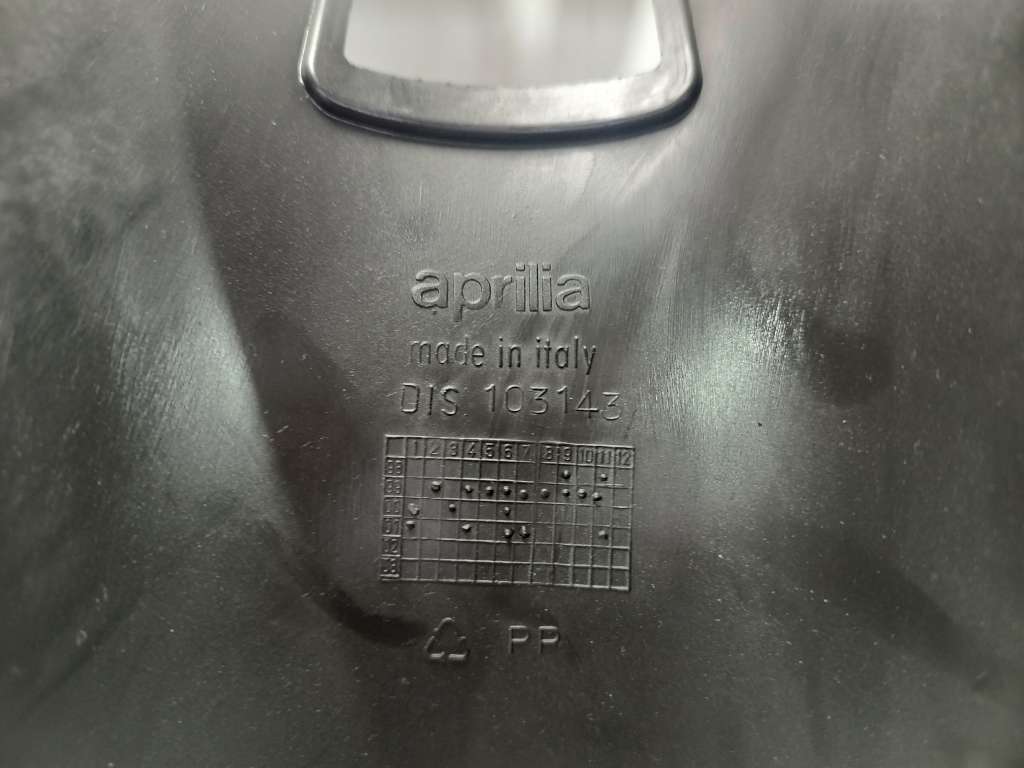 aprilia
made in italy
DIS 103143
1 2 3 4 5 6 7 8 9 10 11 12
PP